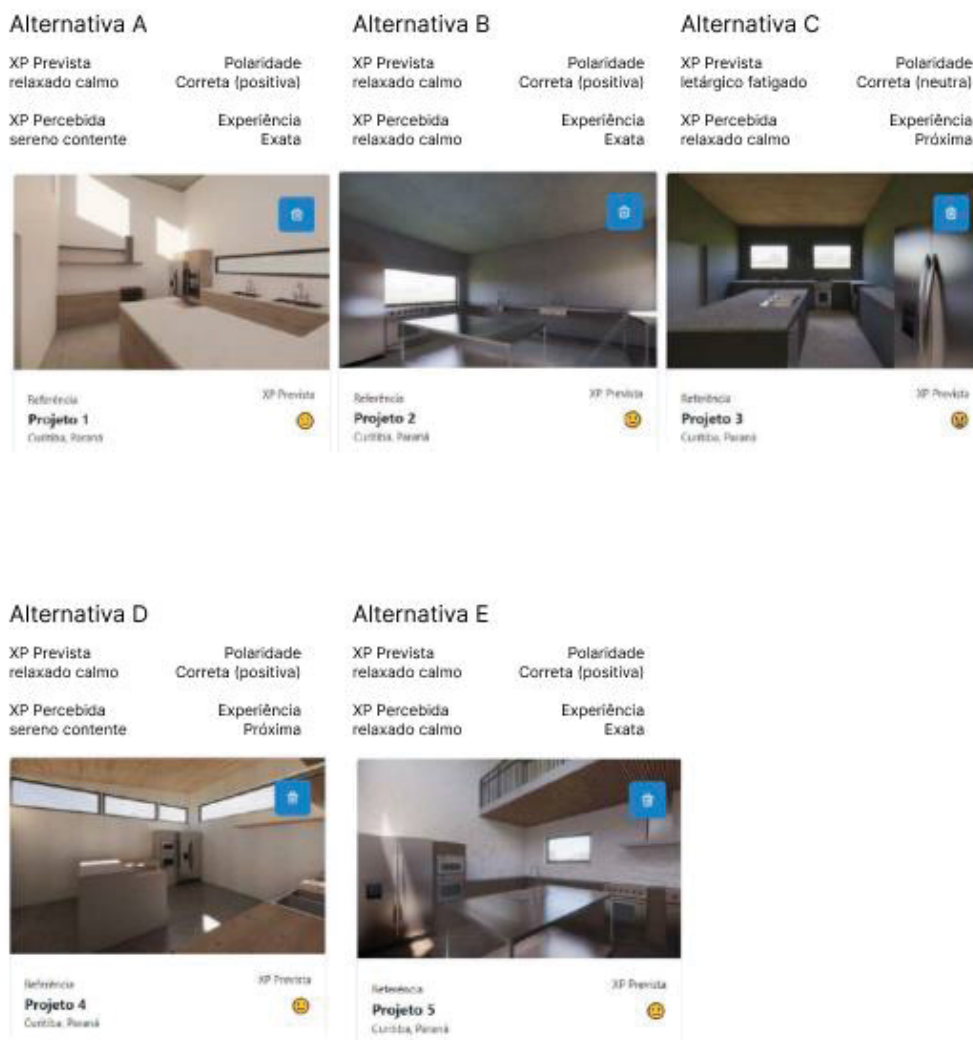 Alternativa A
XP Prevista
relaxado calmo
Polaridade
Correta (positiva)
XP Percebida
sereno contente
Experiência
Exata
Referência
Projeto 1
Curitiba, Paraná
XP Prevista
Alternativa B
XP Prevista
relaxado calmo
Polaridade
Correta (positiva)
XP Percebida
relaxado calmo
Experiência
Exata
Referência
Projeto 2
Curitiba, Paraná
XP Prevista
Alternativa C
XP Prevista
letárgico fatigado
Polaridade
Correta (neutra)
XP Percebida
relaxado calmo
Experiência
Próxima
Referência
Projeto 3
Curitiba, Paraná
XP Prevista
Alternativa D
XP Prevista
relaxado calmo
Polaridade
Correta (positiva)
XP Percebida
sereno contente
Experiência
Próxima
Referência
Projeto 4
Curitiba, Paraná
XP Prevista
Alternativa E
XP Prevista
relaxado calmo
Polaridade
Correta (positiva)
XP Percebida
relaxado calmo
Experiência
Exata
Referência
Projeto 5
Curitiba, Paraná
XP Prevista